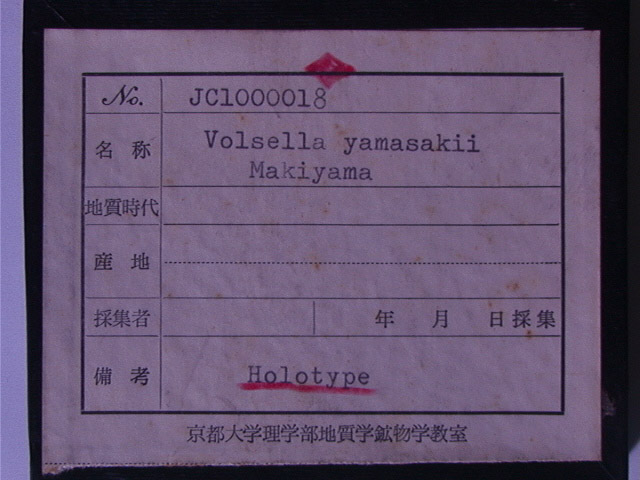 No. JC1000018
名称 Volsella yamasakii
Makiyama
地質時代
産地
採集者 年 月 日採集
備考 Holotype
京都大学理学部地質学鉱物学教室